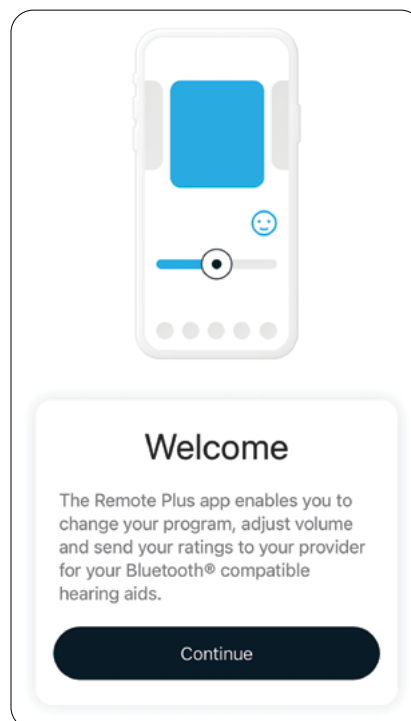 Welcome
The Remote Plus app enables you to
change your program, adjust volume
and send your ratings to your provider
for your Bluetooth® compatible
hearing aids.
Continue